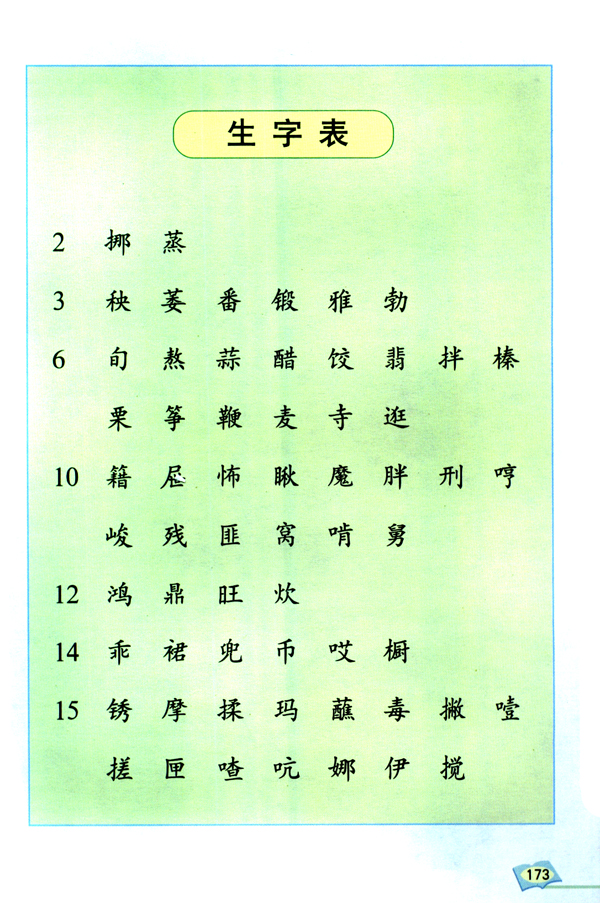 生字表
2 挪 蒸
3 秧 萎 番 锻 雅 勃
6 旬 熬 蒜 醋 饺 翡 拌 榛
栗 筝 鞭 麦 寺 逛
10 籍 屉 怖 瞅 魔 胖 刑 哼
峻 残 匪 窝 啃 舅
12 鸿 鼎 旺 炊
14 乖 裙 兜 币 哎 橱
15 锈 摩 揉 玛 蘸 毒 撇 噎
搓 匣 喳 吭 娜 伊 搅
173